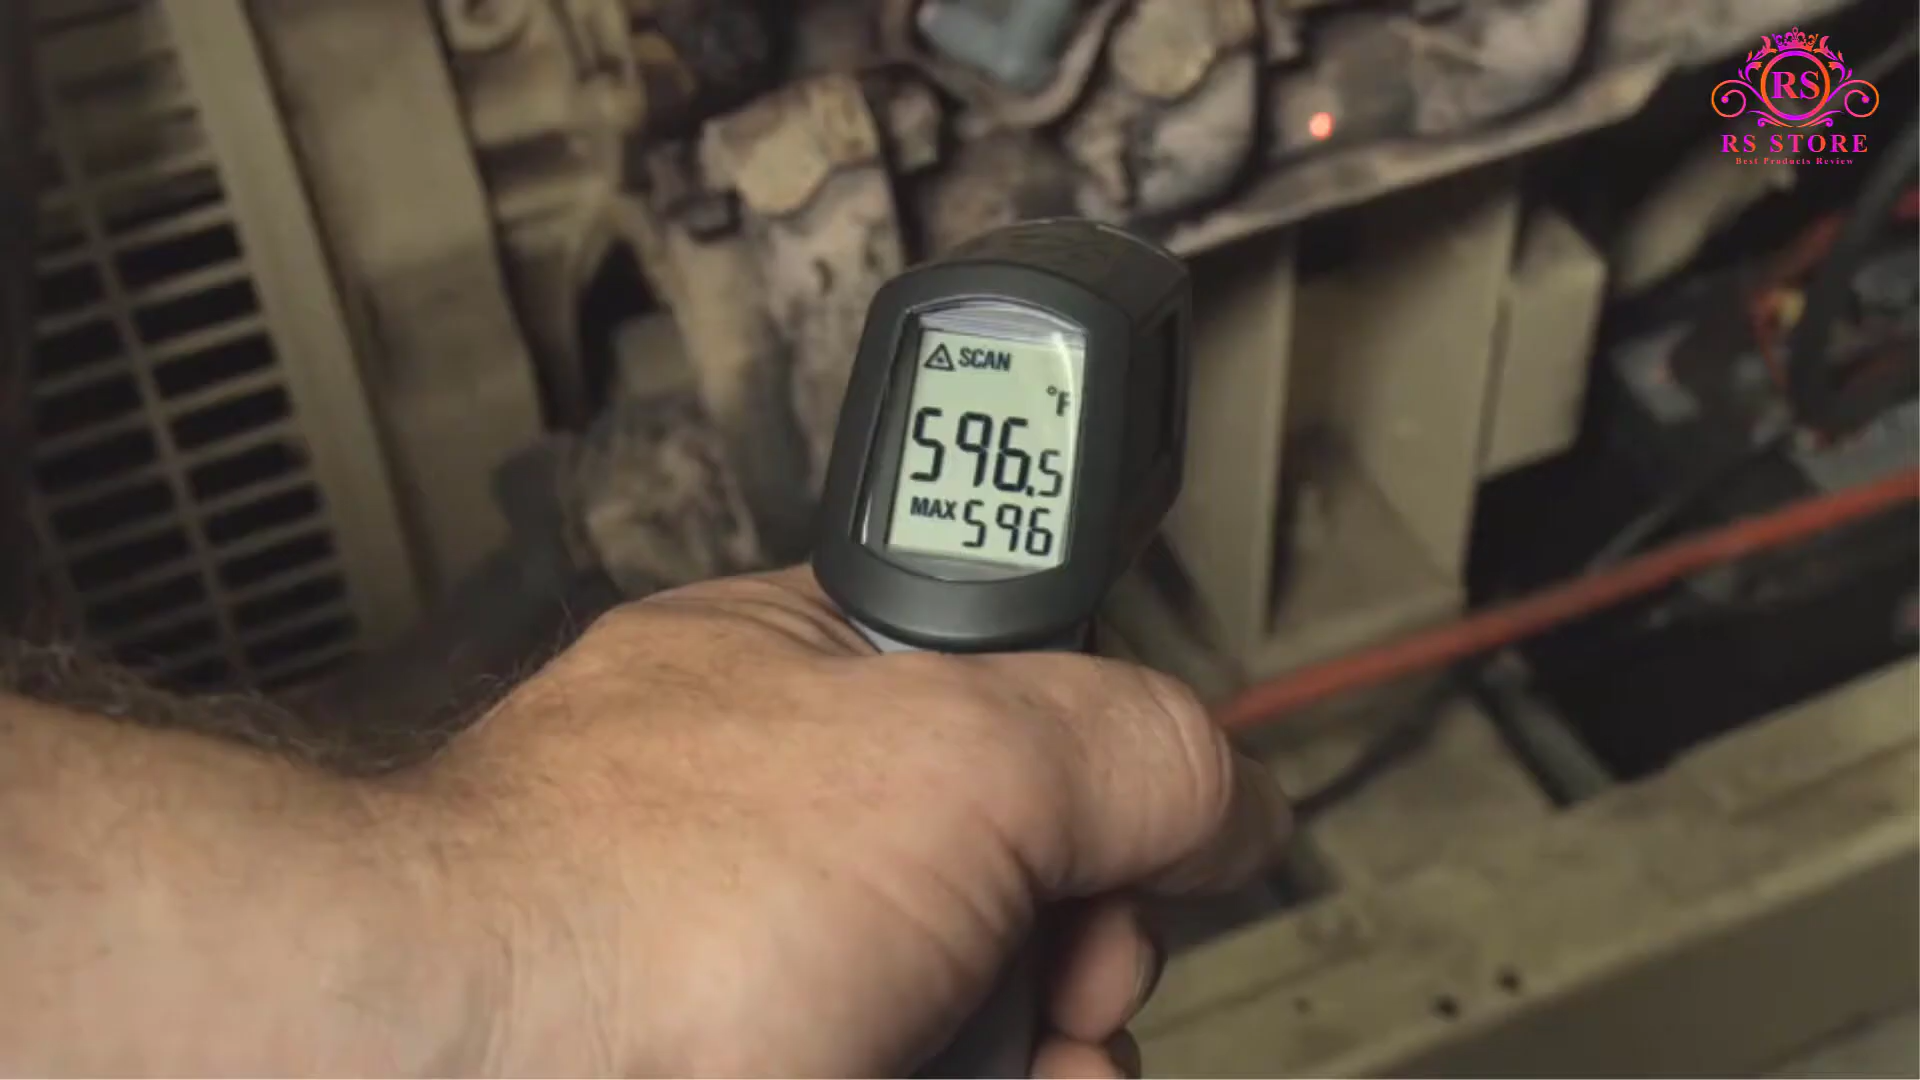 RS
RS STORE
Best Products Review
SCAN
°F
596.5
MAX 596